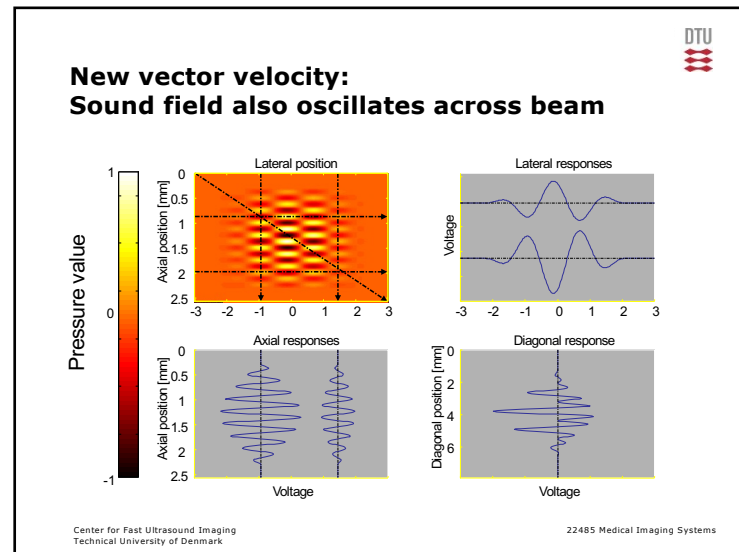 DTU
New vector velocity:
Sound field also oscillates across beam
Pressure value
1
0
-1
Lateral position
Axial position [mm]
0
0.5
1
1.5
2
2.5
-3 -2 -1 0 1 2 3
Lateral responses
Voltage
-3 -2 -1 0 1 2 3
Axial responses
Axial position [mm]
0
0.5
1
1.5
2
2.5
Voltage
Diagonal response
Diagonal position [mm]
0
2
4
6
Voltage
Center for Fast Ultrasound Imaging
Technical University of Denmark
22485 Medical Imaging Systems